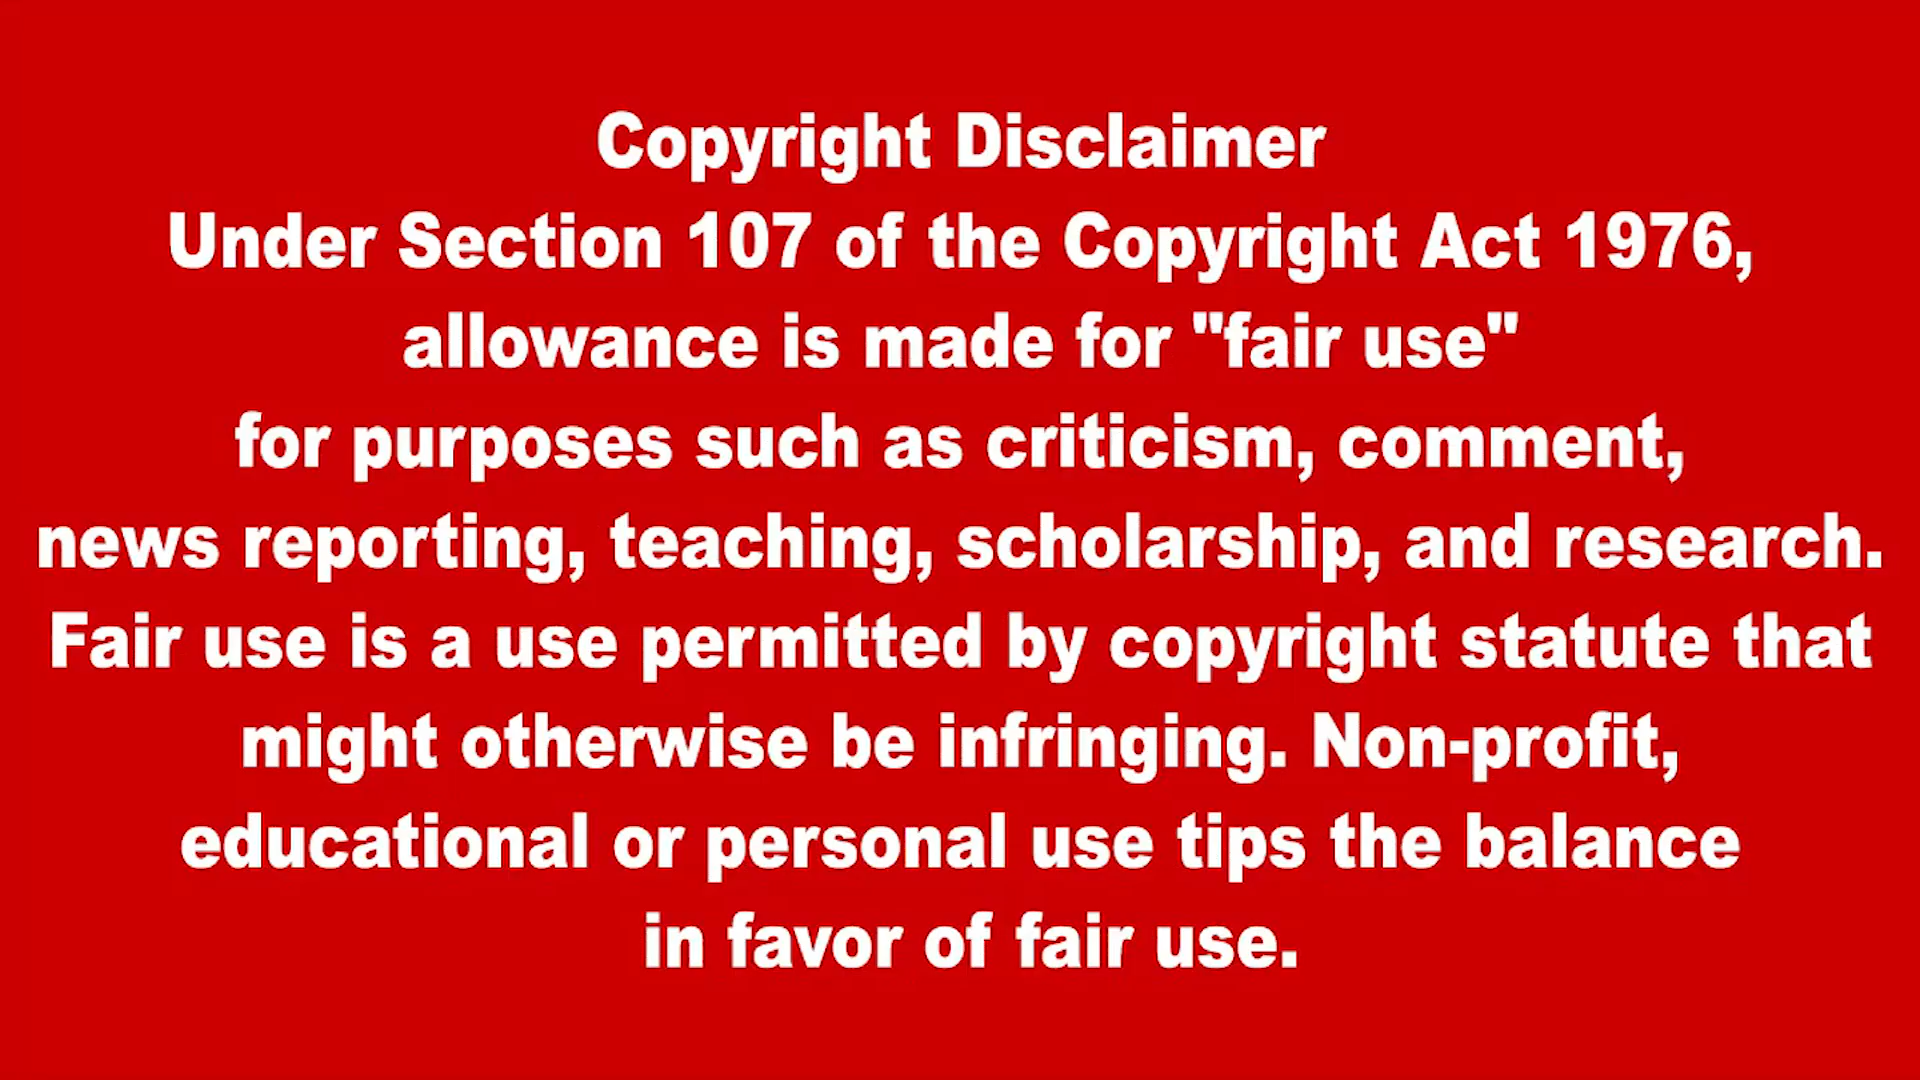 Copyright Disclaimer
Under Section 107 of the Copyright Act 1976,
allowance is made for "fair use"
for purposes such as criticism, comment,
news reporting, teaching, scholarship, and research.
Fair use is a use permitted by copyright statute that
might otherwise be infringing. Non-profit,
educational or personal use tips the balance
in favor of fair use.